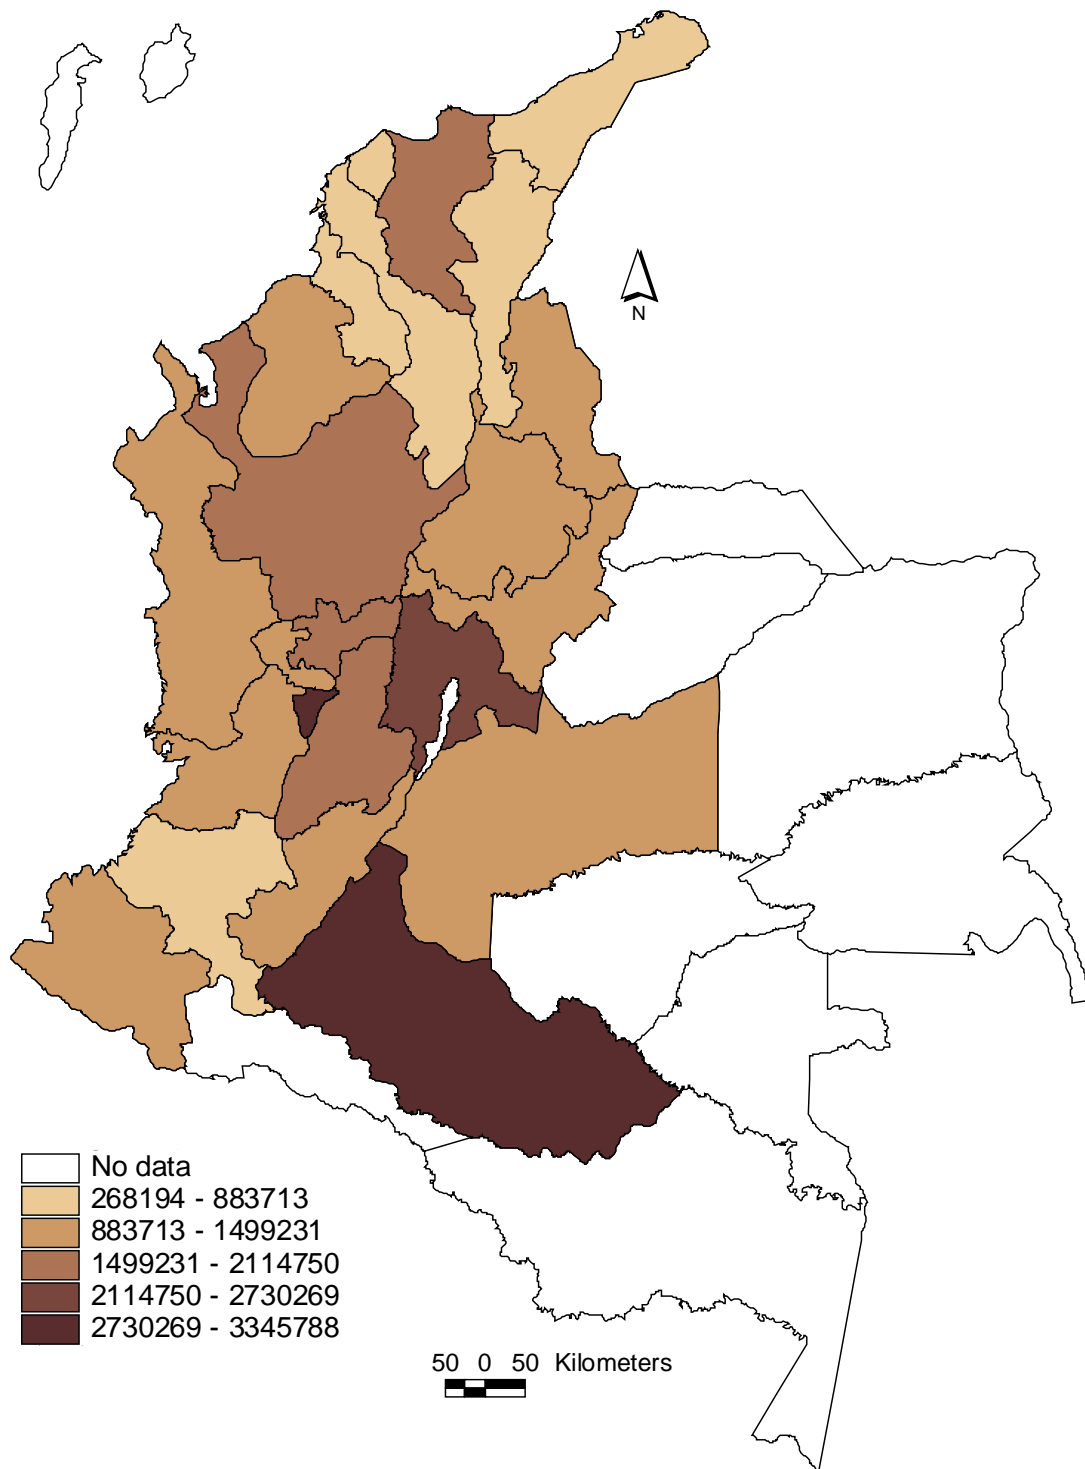 N
No data
268194 - 883713
883713 - 1499231
1499231 - 2114750
2114750 - 2730269
2730269 - 3345788
50 0 50 Kilometers